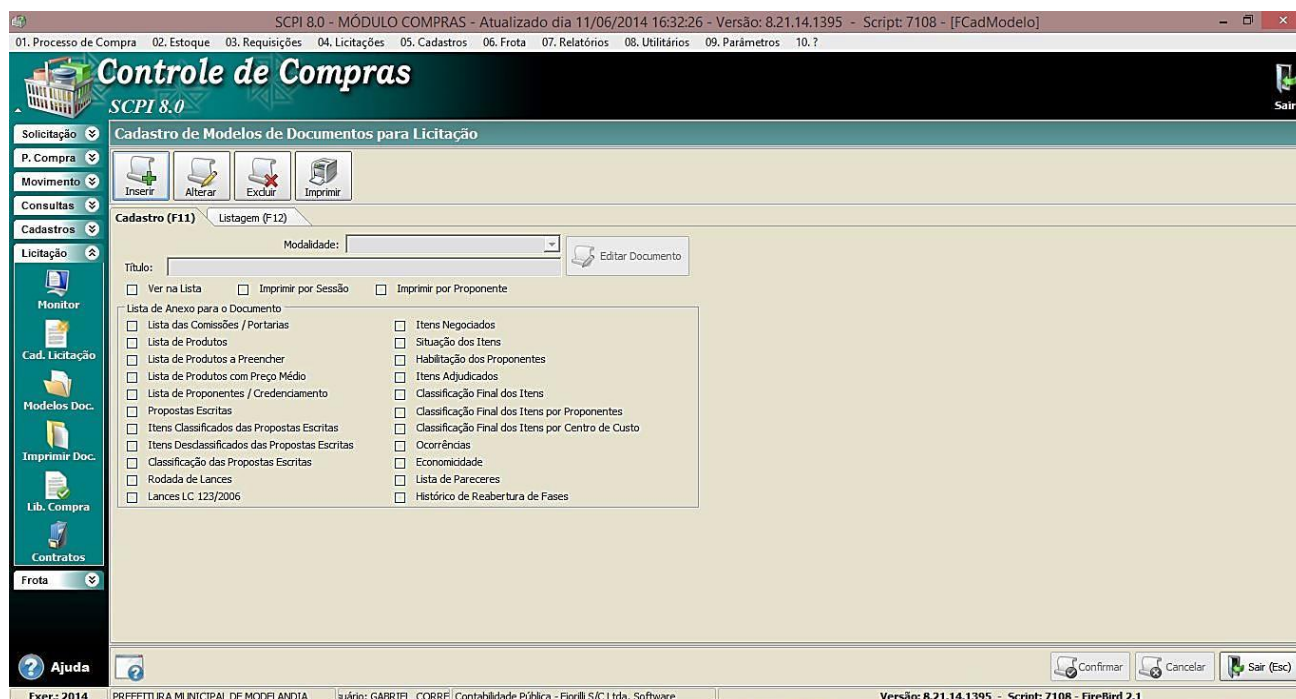 SCPI 8.0 - MÓDULO COMPRAS - Atualizado dia 11/06/2014 16:32:26 - Versão: 8.21.14.1395 - Script: 7108 - [FCadModelo]
01. Processo de Compra 02. Estoque 03. Requisições 04. Licitações 05. Cadastros 06. Frota 07. Relatórios 08. Utilitários 09. Parâmetros 10. ?
Controle de Compras
SCPI 8.0
Sair
Solicitação
P. Compra
Movimento
Consultas
Cadastros
Licitação
Monitor
Cad. Licitação
Modelos Doc.
Imprimir Doc.
Lib. Compra
Contratos
Frota
Ajuda
Cadastro de Modelos de Documentos para Licitação
Inserir Alterar Excluir Imprimir
Cadastro (F11) Listagem (F12)
Modalidade:
Editar Documento
Título:
Ver na Lista Imprimir por Sessão Imprimir por Proponente
Lista de Anexo para o Documento
Lista das Comissões / Portarias
Lista de Produtos
Lista de Produtos a Preencher
Lista de Produtos com Preço Médio
Lista de Proponentes / Credenciamento
Propostas Escritas
Itens Classificados das Propostas Escritas
Itens Desclassificados das Propostas Escritas
Classificação das Propostas Escritas
Rodada de Lances
Lances LC 123/2006
Itens Negociados
Situação dos Itens
Habilitação dos Proponentes
Itens Adjudicados
Classificação Final dos Itens
Classificação Final dos Itens por Proponentes
Classificação Final dos Itens por Centro de Custo
Ocorrências
Economicidade
Lista de Pareceres
Histórico de Reabertura de Fases
Confirmar Cancelar Sair (Esc)
Exer.: 2014 PREFEITURA MUNICIPAL DE MODELANDIA uário: GABRIEL_CORRE Contabilidade Pública - Fiorilli S/C Ltda. Software Versão: 8.21.14.1395 - Script: 7108 - FireBird 2.1